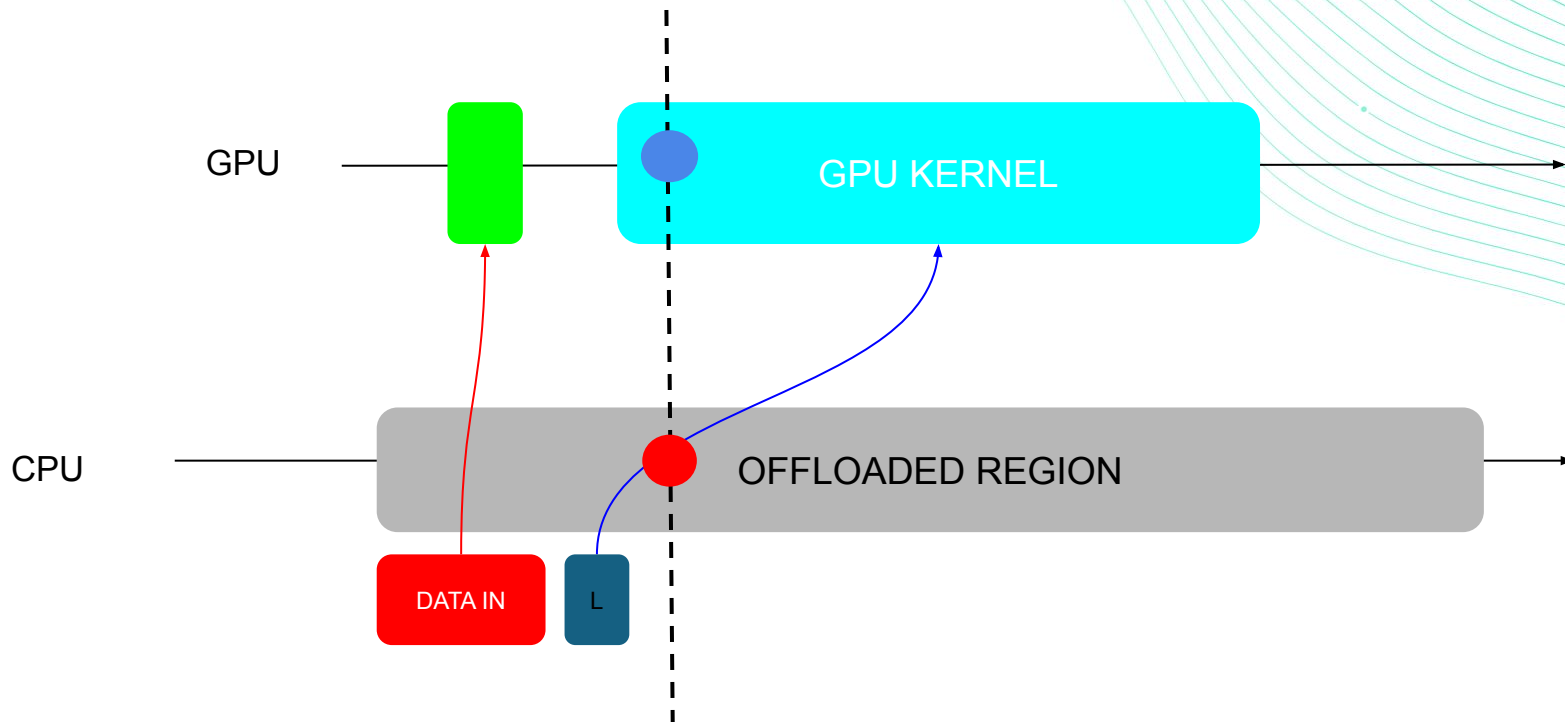 GPU
GPU KERNEL
CPU
OFFLOADED REGION
DATA IN
L